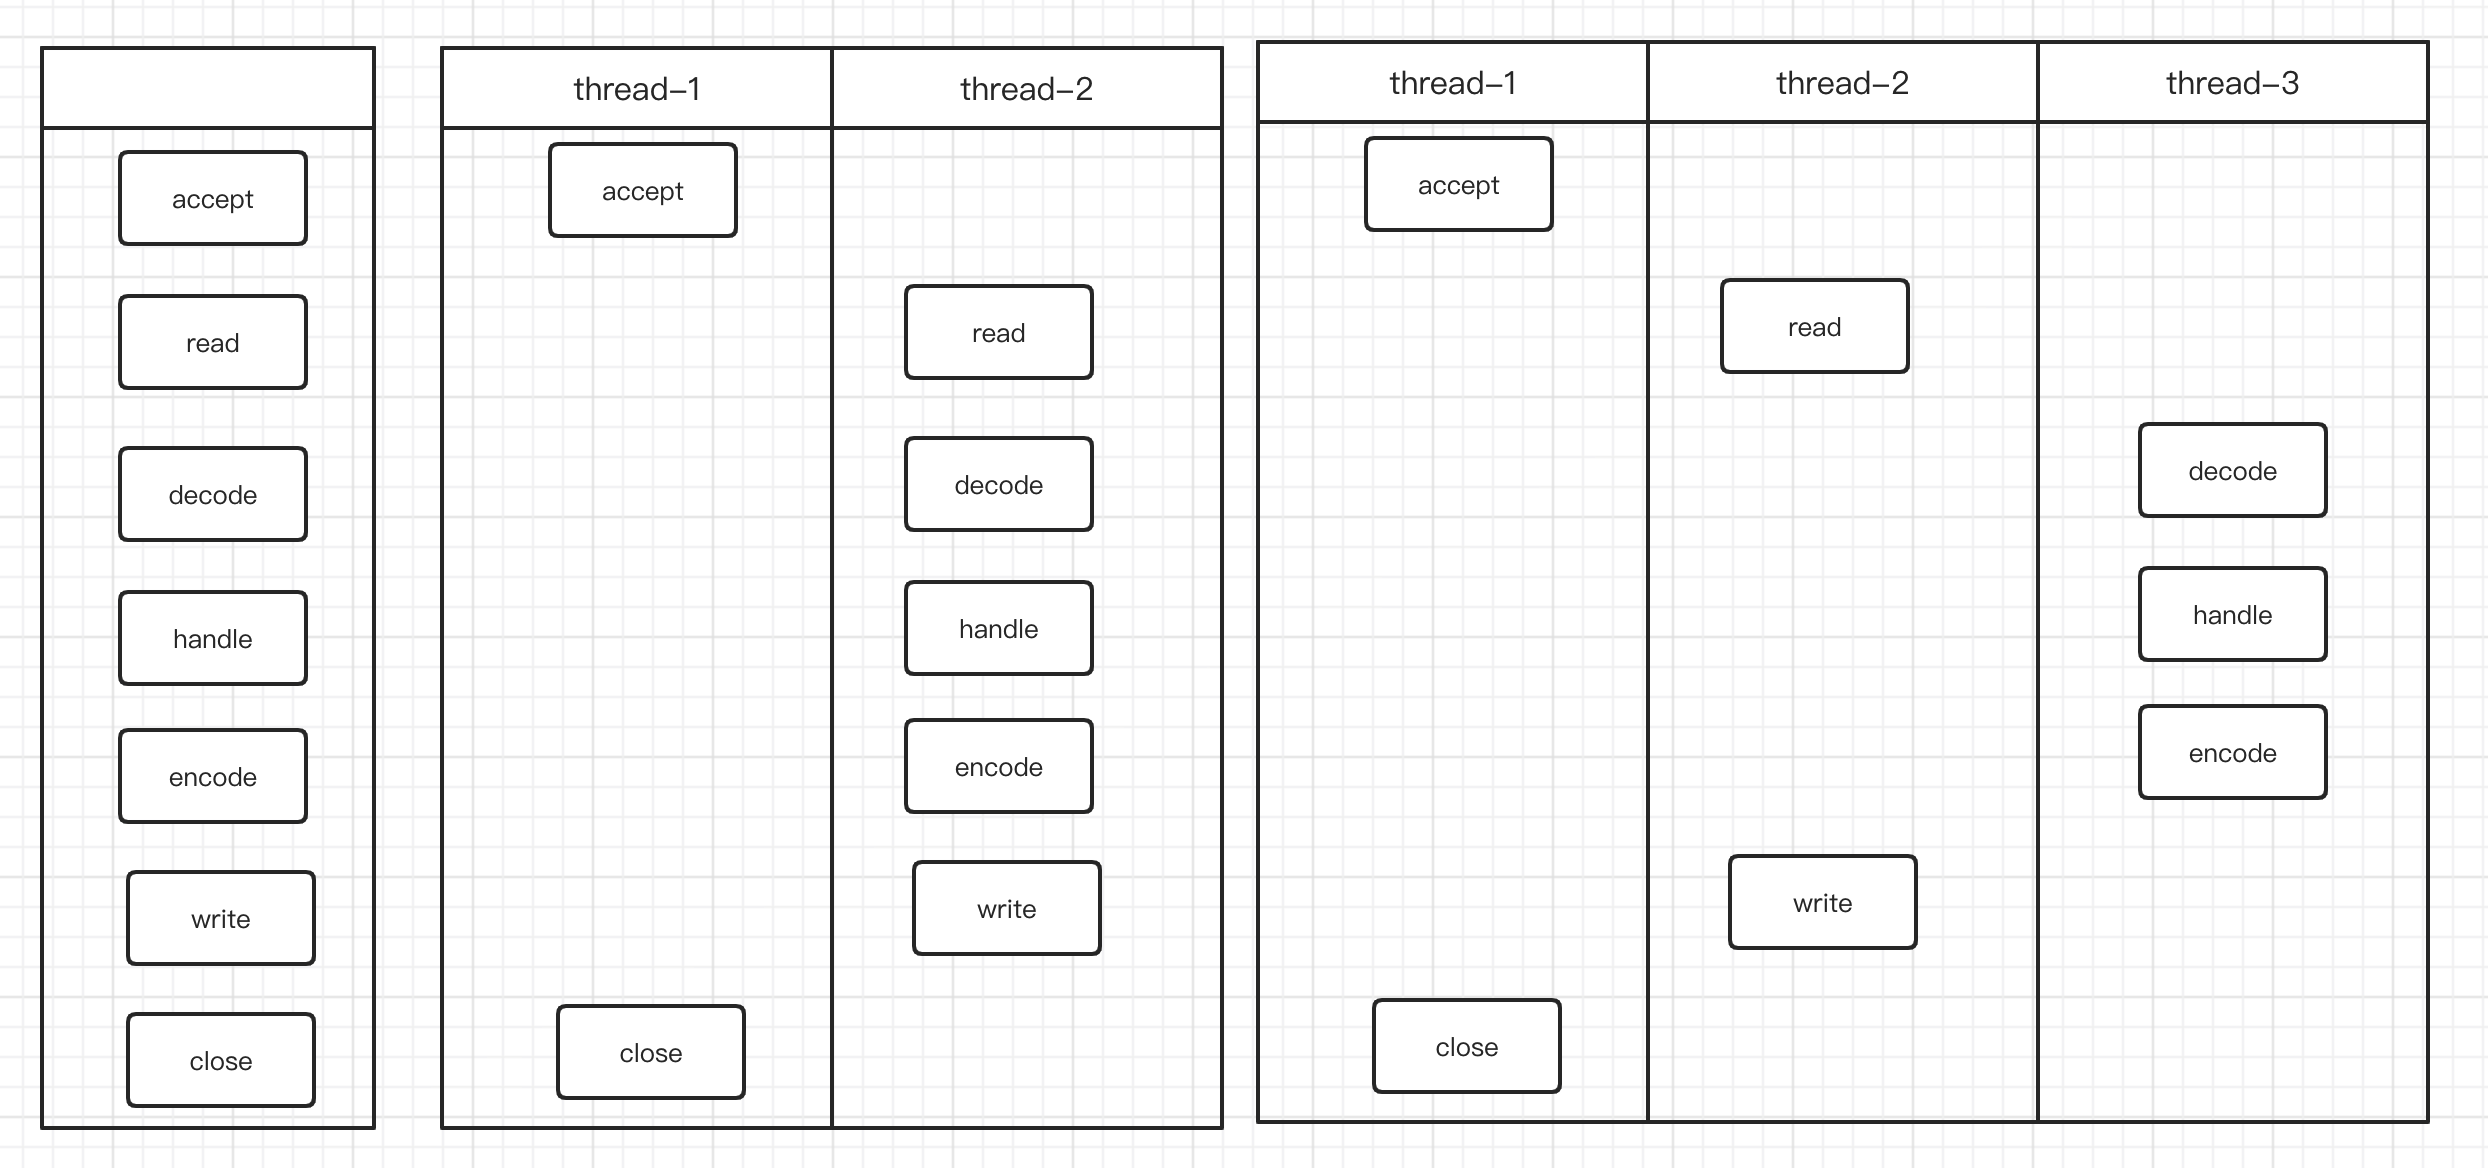 accept
read
decode
handle
encode
write
close
thread-1
thread-2
accept
read
decode
handle
encode
write
close
thread-1
thread-2
thread-3
accept
read
decode
handle
encode
write
close